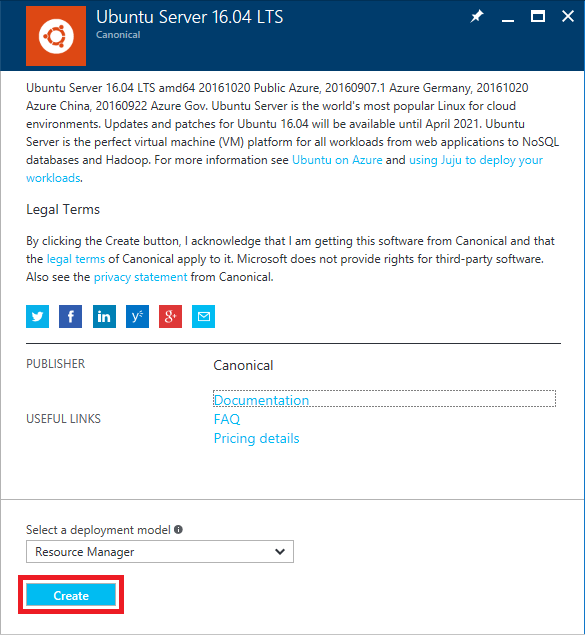 Ubuntu Server 16.04 LTS
Canonical
Ubuntu Server 16.04 LTS amd64 20161020 Public Azure, 20160907.1 Azure Germany, 20161020
Azure China, 20160922 Azure Gov. Ubuntu Server is the world's most popular Linux for cloud
environments. Updates and patches for Ubuntu 16.04 will be available until April 2021. Ubuntu
Server is the perfect virtual machine (VM) platform for all workloads from web applications to NoSQL
databases and Hadoop. For more information see Ubuntu on Azure and using Juju to deploy your
workloads.
Legal Terms
By clicking the Create button, I acknowledge that I am getting this software from Canonical and that
the legal terms of Canonical apply to it. Microsoft does not provide rights for third-party software.
Also see the privacy statement from Canonical.
PUBLISHER
Canonical
USEFUL LINKS
Documentation
FAQ
Pricing details
Select a deployment model
Resource Manager
Create